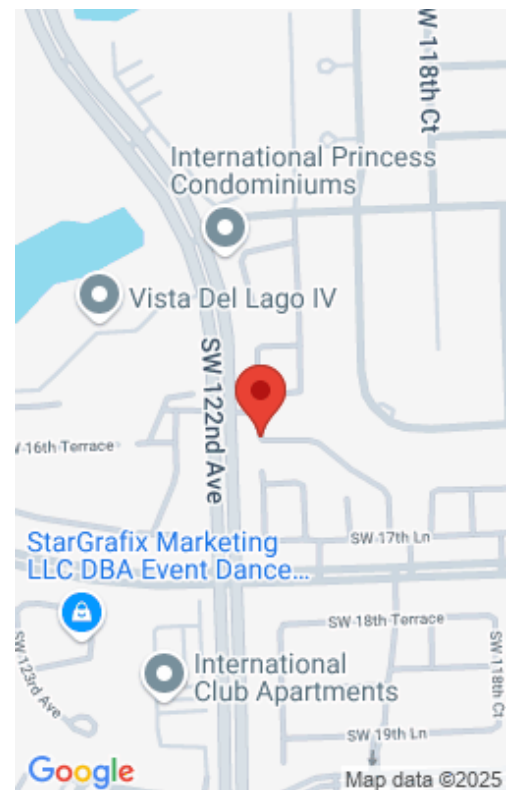 W 118th Ct
International Princess
Condominiums
Vista Del Lago IV
SW 122nd Ave
W 16th Terrace
StarGrafix Marketing
LLC DBA Event Dance...
SW 17th Ln
SW 18th Terrace
SW 123rd Ave
International
Club Apartments
SW 118th Ct
SW 19th Ln
Google
Map data ©2025